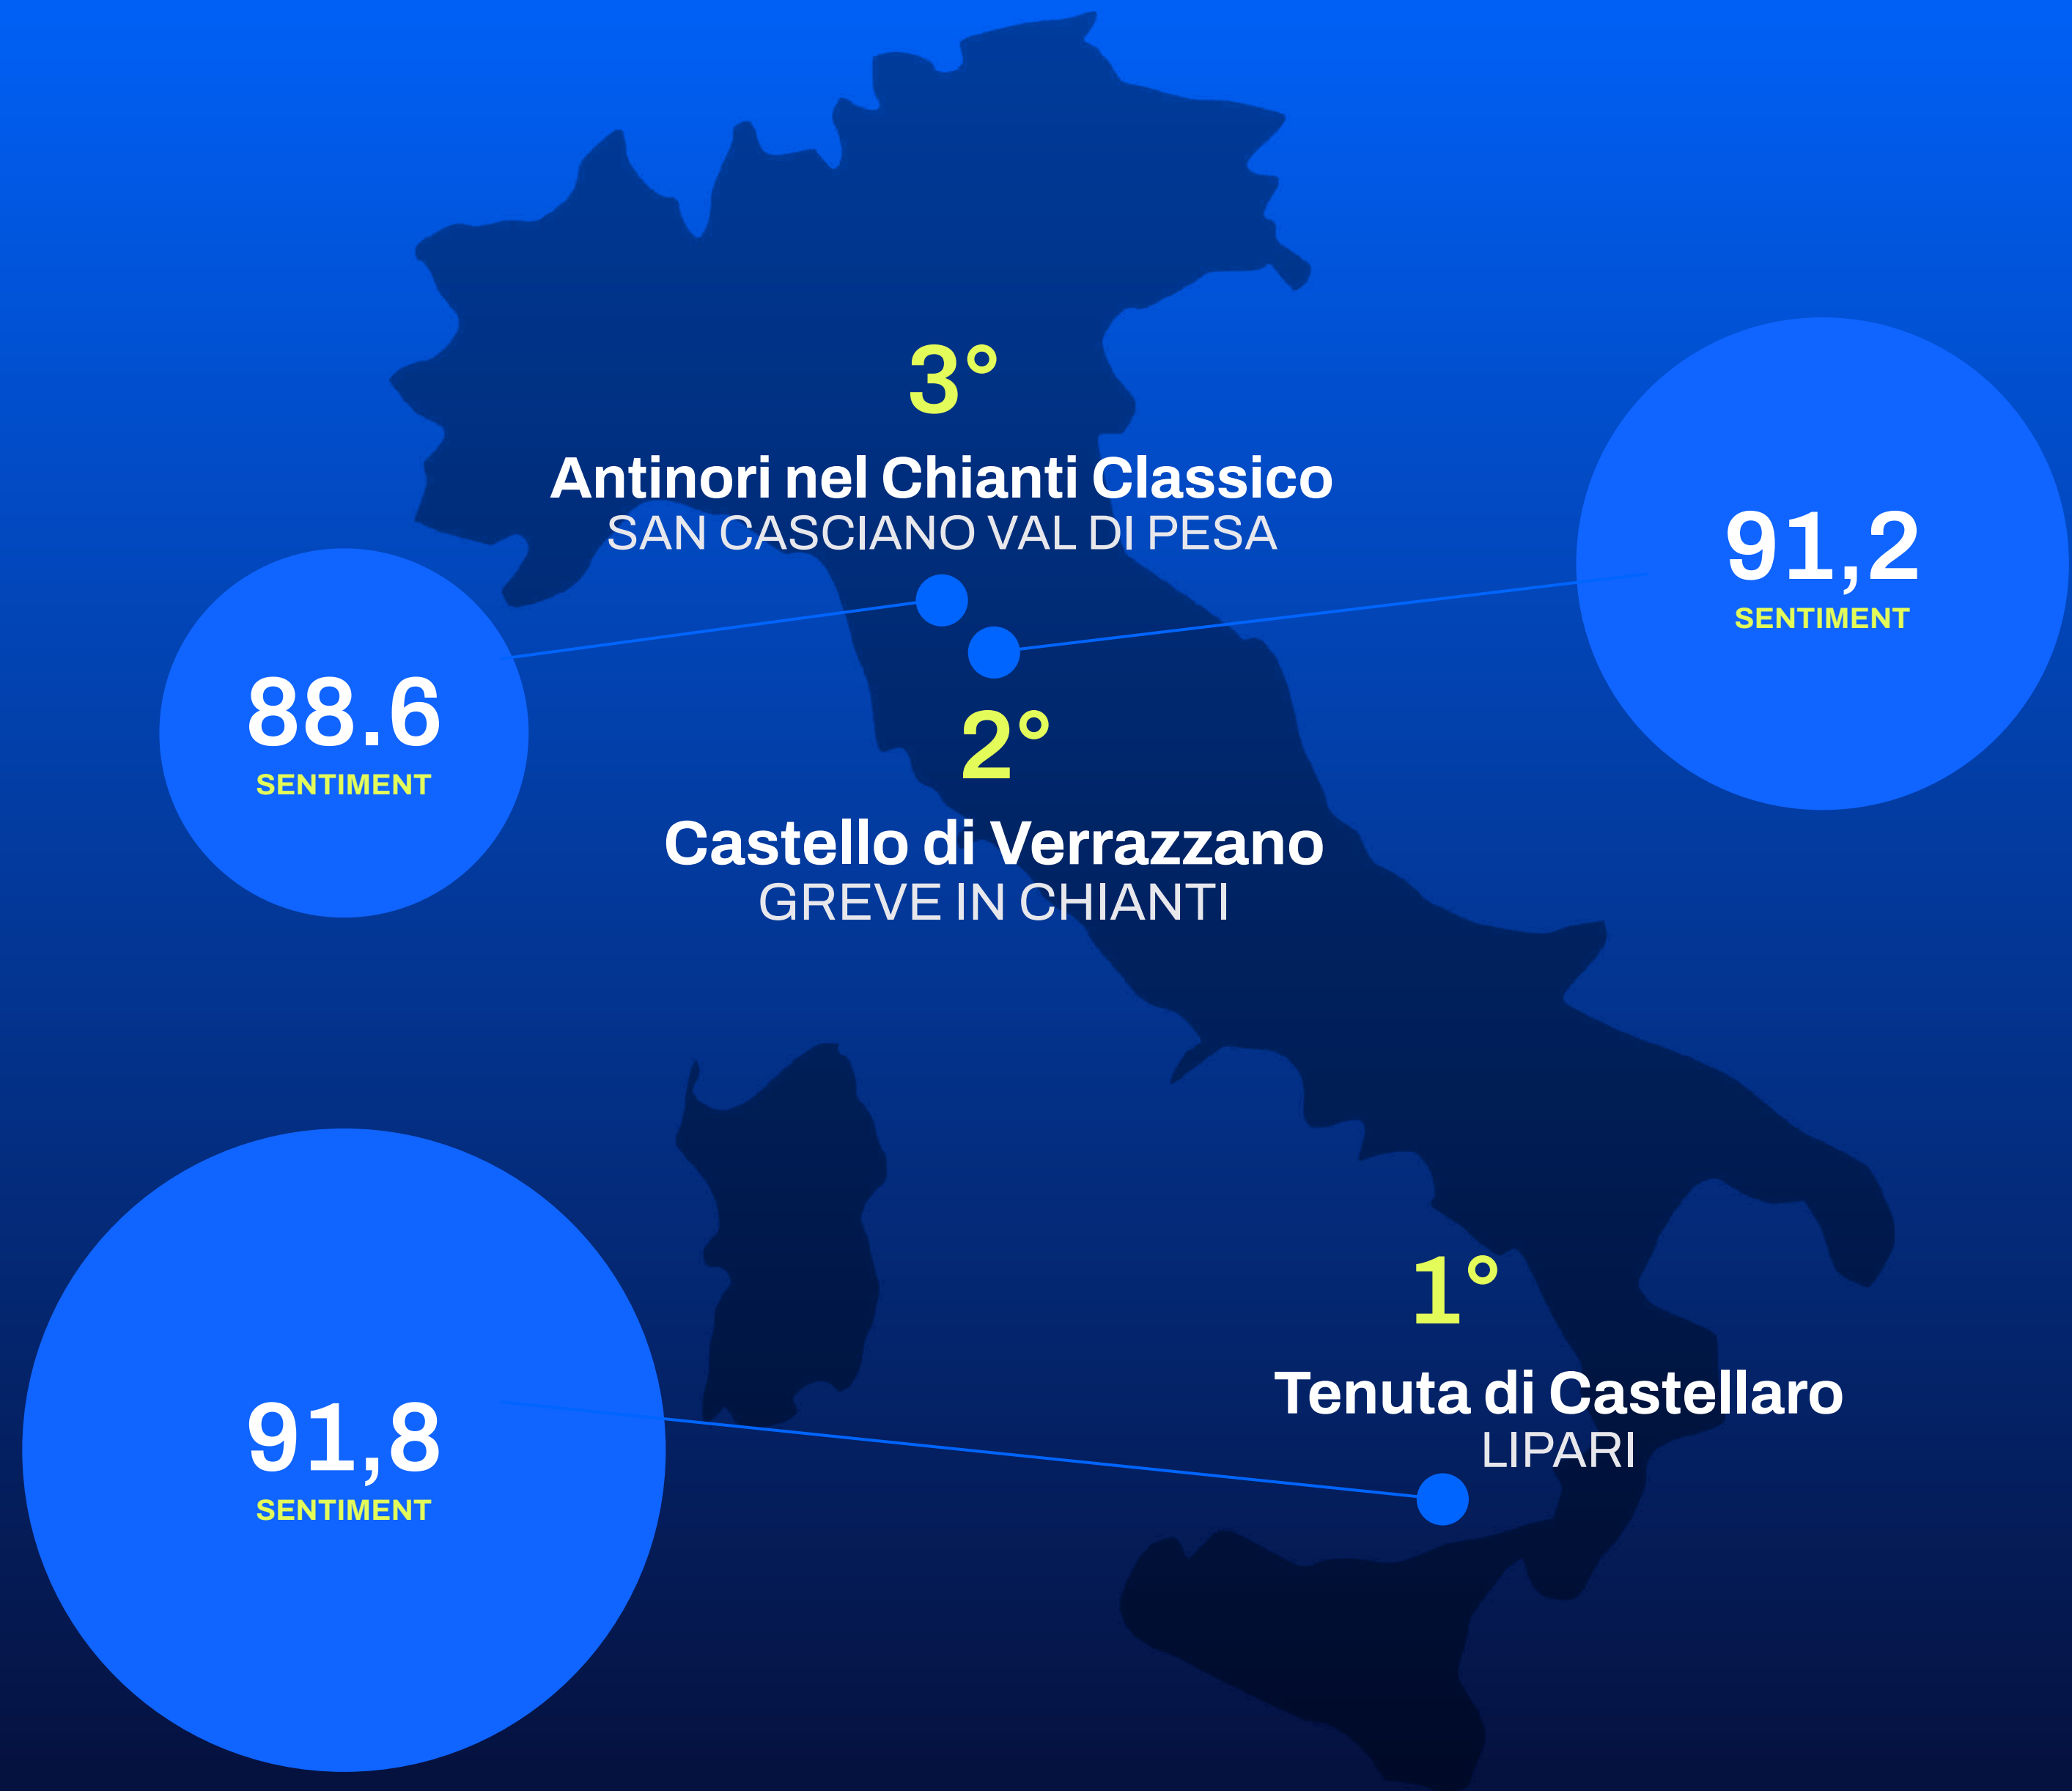 3°
Antinori nel Chianti Classico
SAN CASCIANO VAL DI PESA
91,2
SENTIMENT
88.6
SENTIMENT
2°
Castello di Verrazzano
GREVE IN CHIANTI
1°
Tenuta di Castellaro
LIPARI
91,8
SENTIMENT